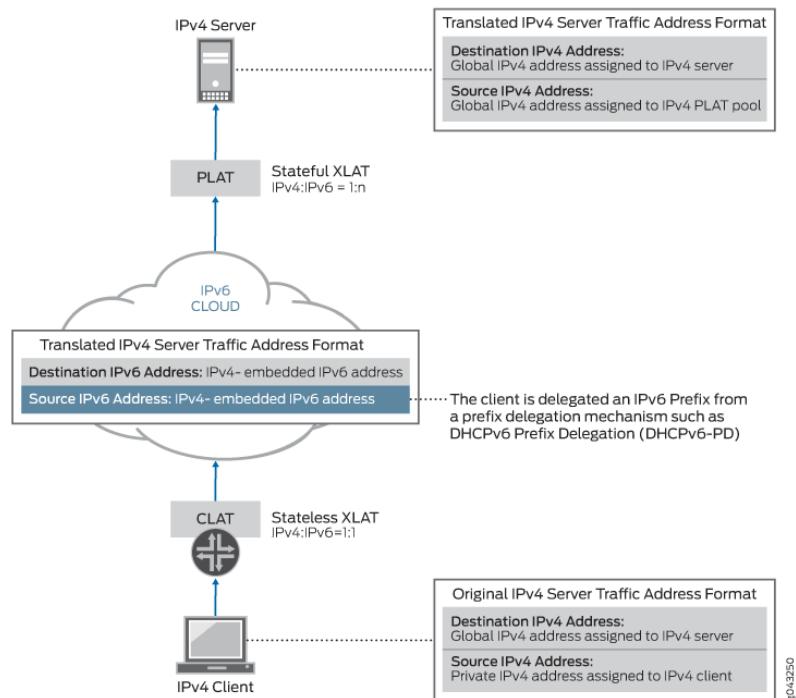 IPv4 Server
Translated IPv4 Server Traffic Address Format
Destination IPv4 Address:
Global IPv4 address assigned to IPv4 server
Source IPv4 Address:
Global IPv4 address assigned to IPv4 PLAT pool
PLAT
Stateful XLAT
IPv4:IPv6 = 1:n
IPv6
CLOUD
Translated IPv4 Server Traffic Address Format
Destination IPv6 Address: IPv4- embedded IPv6 address
Source IPv6 Address: IPv4- embedded IPv6 address
The client is delegated an IPv6 Prefix from
a prefix delegation mechanism such as
DHCPv6 Prefix Delegation (DHCPv6-PD)
CLAT
Stateless XLAT
IPv4:IPv6=1:1
Original IPv4 Server Traffic Address Format
Destination IPv4 Address:
Global IPv4 address assigned to IPv4 server
Source IPv4 Address:
Private IPv4 address assigned to IPv4 client
IPv4 Client
g043250